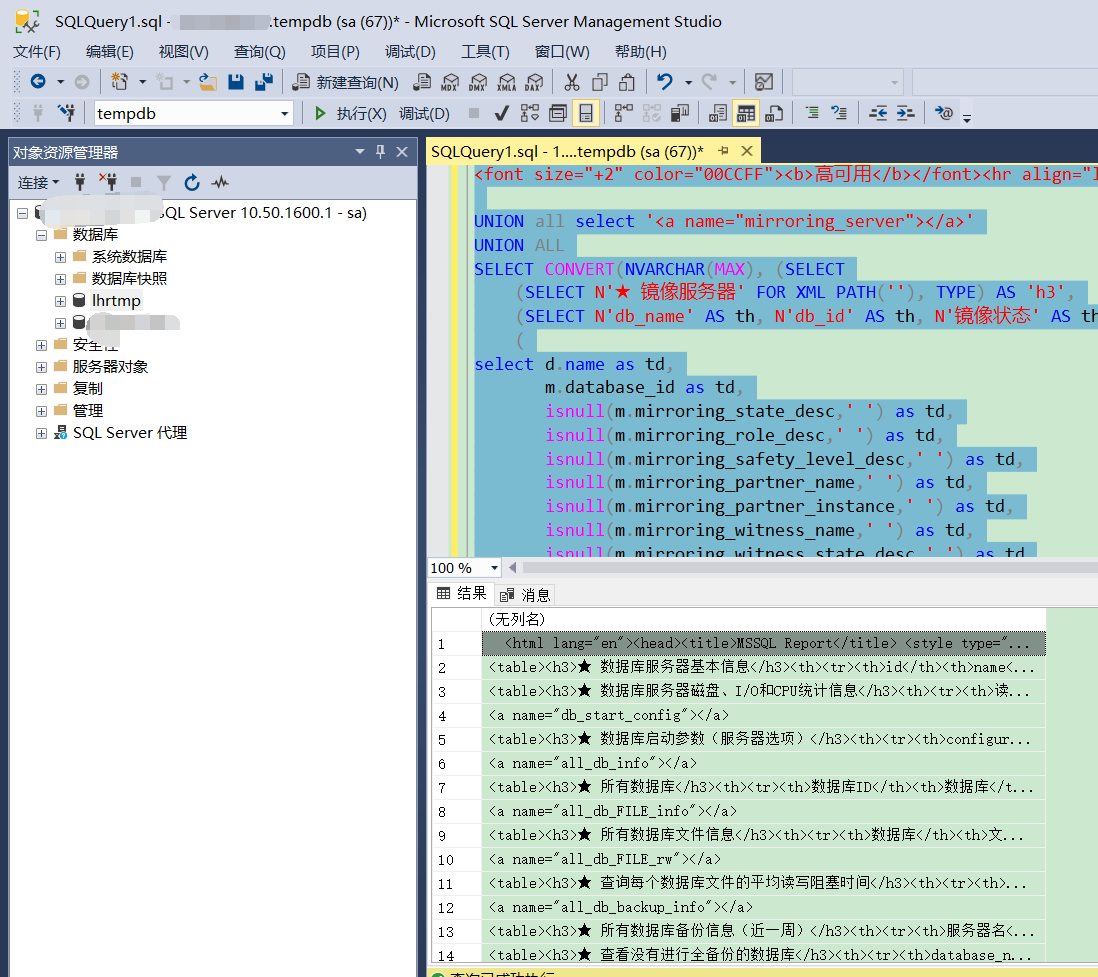 SQLQuery1.sql - .tempdb (sa (67))* - Microsoft SQL Server Management Studio
文件(F) 编辑(E) 视图(V) 查询(Q) 项目(P) 调试(D) 工具(T) 窗口(W) 帮助(H)
新建查询(N) MDX DMX XMLA DAX
tempdb 执行(X) 调试(D)
对象资源管理器
连接
SQL Server 10.50.1600.1 - sa)
数据库
系统数据库
数据库快照
lhrtmp
安全性
服务器对象
复制
管理
SQL Server 代理
SQLQuery1.sql - 1....tempdb (sa (67))*
<font size="+2" color="00CCFF"><b>高可用</b></font><hr align="l
UNION all select '<a name="mirroring_server"></a>'
UNION ALL
SELECT CONVERT(NVARCHAR(MAX), (SELECT
(SELECT N'★ 镜像服务器' FOR XML PATH(''), TYPE) AS 'h3',
(SELECT N'db_name' AS th, N'db_id' AS th, N'镜像状态' AS th
(
select d.name as td,
m.database_id as td,
isnull(m.mirroring_state_desc,' ') as td,
isnull(m.mirroring_role_desc,' ') as td,
isnull(m.mirroring_safety_level_desc,' ') as td,
isnull(m.mirroring_partner_name,' ') as td,
isnull(m.mirroring_partner_instance,' ') as td,
isnull(m.mirroring_witness_name,' ') as td,
isnull(m.mirroring_witness_state_desc,' ') as td
100 %
结果 消息
(无列名)
1 <html lang="en"><head><title>MSSQL Report</title> <style type="...
2 <table><h3>★ 数据库服务器基本信息</h3><th><tr><th>id</th><th>name<...
3 <table><h3>★ 数据库服务器磁盘、I/O和CPU统计信息</h3><th><tr><th>读...
4 <a name="db_start_config"></a>
5 <table><h3>★ 数据库启动参数（服务器选项）</h3><th><tr><th>configur...
6 <a name="all_db_info"></a>
7 <table><h3>★ 所有数据库</h3><th><tr><th>数据库ID</th><th>数据库</t...
8 <a name="all_db_FILE_info"></a>
9 <table><h3>★ 所有数据库文件信息</h3><th><tr><th>数据库</th><th>文...
10 <a name="all_db_FILE_rw"></a>
11 <table><h3>★ 查询每个数据库文件的平均读写阻塞时间</h3><th><tr><th>...
12 <a name="all_db_backup_info"></a>
13 <table><h3>★ 所有数据库备份信息（近一周）</h3><th><tr><th>服务器名<...
14 <table><h3>★ 查看没有进行全备份的数据库</h3><th><tr><th>database_n...
查询已成功执行